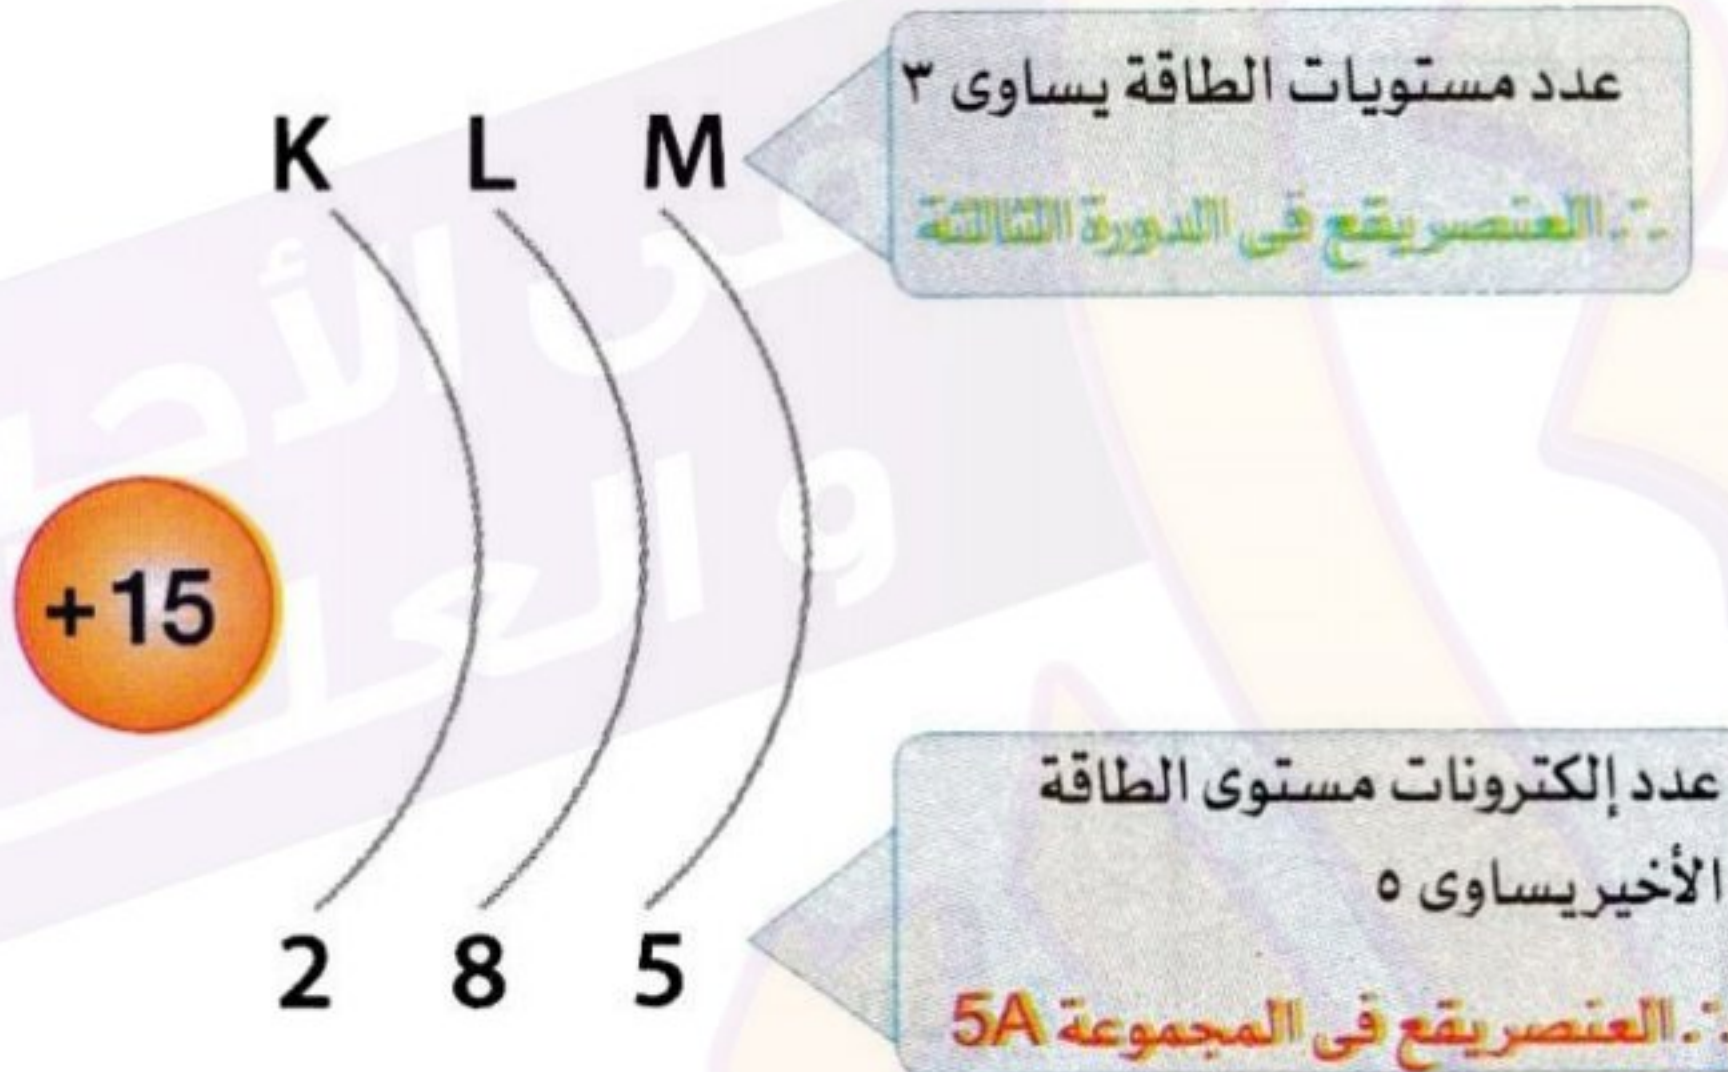 عدد مستويات الطاقة يساوى ٣
∴ العنصر يقع فى الدورة الثالثة
K L M
+15
2 8 5
عدد إلكترونات مستوى الطاقة
الأخير يساوى ٥
∴ العنصر يقع فى المجموعة 5A